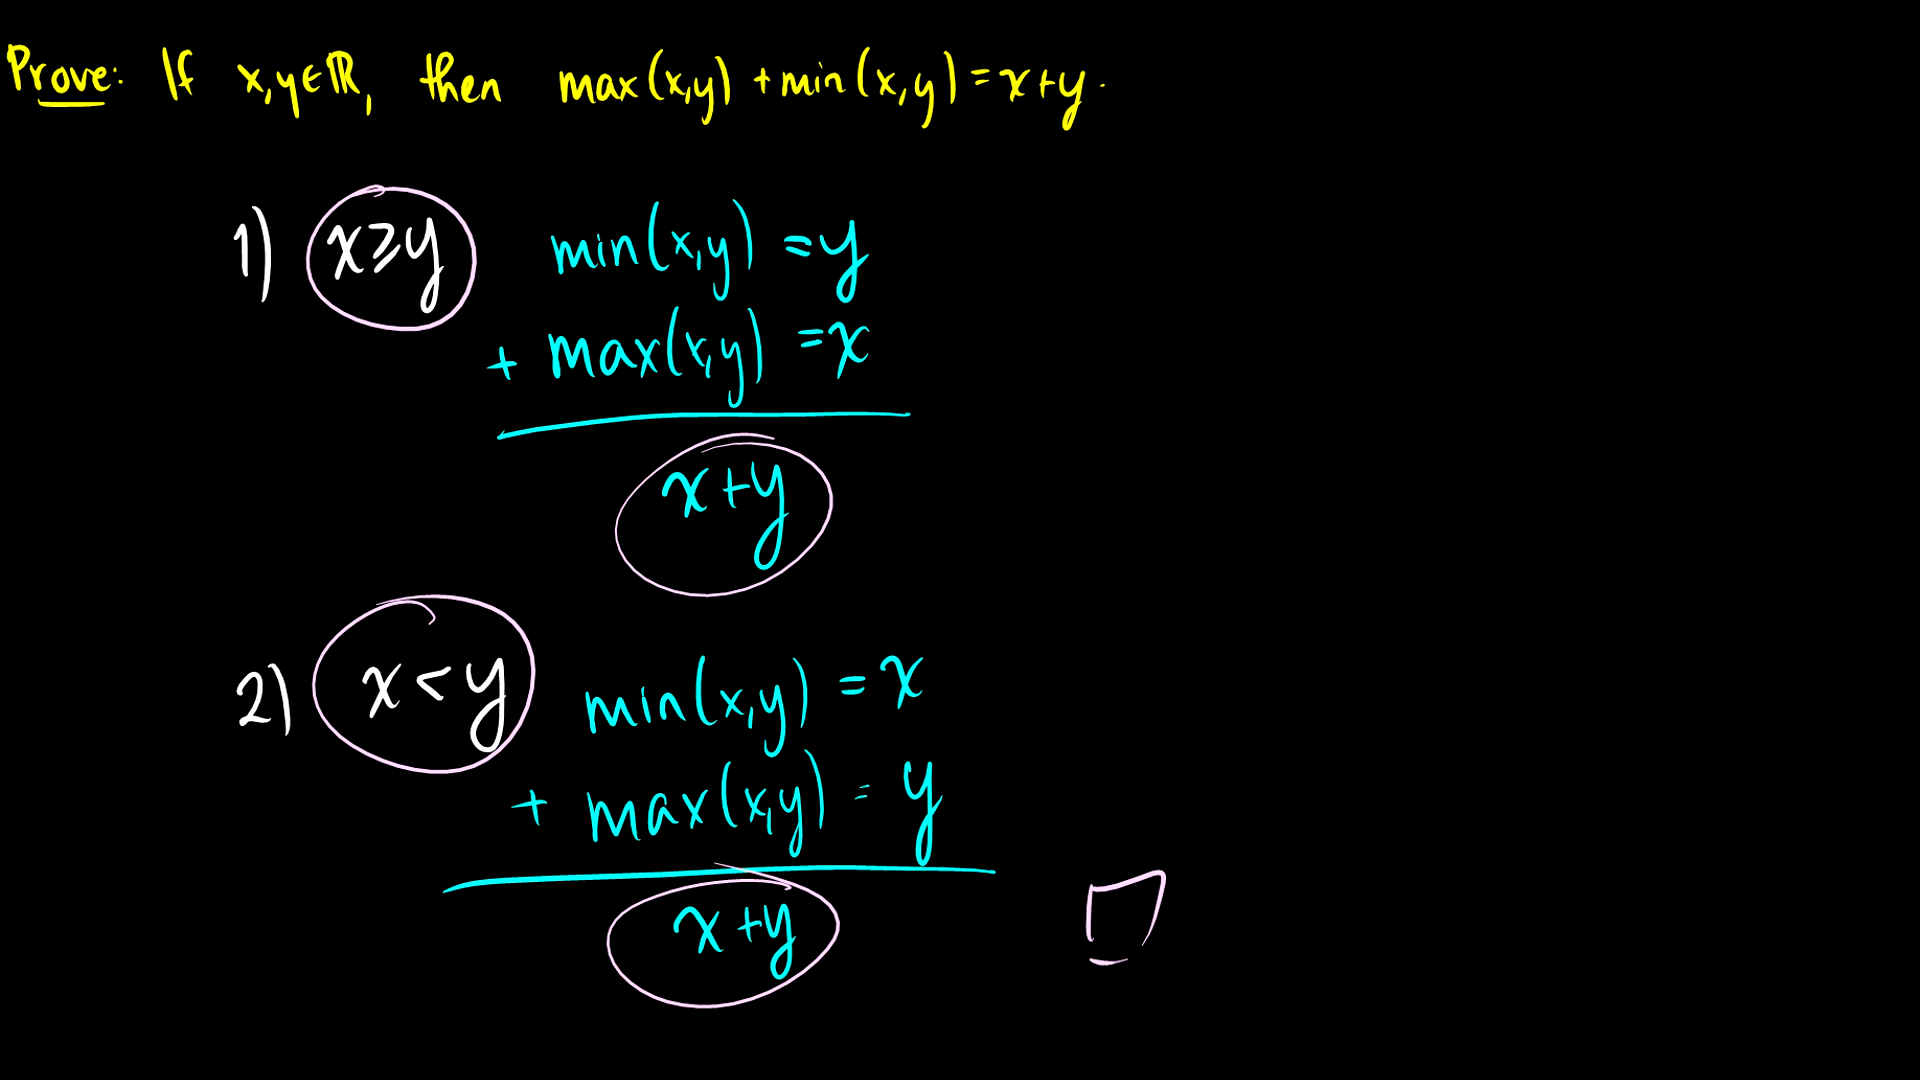 Prove: If x,y∈ℝ, then max(x,y) + min(x,y) = x+y.
1) x⩾y min(x,y) = y
+ max(x,y) = x
x+y
2) x<y min(x,y) = x
+ max(x,y) = y
x+y